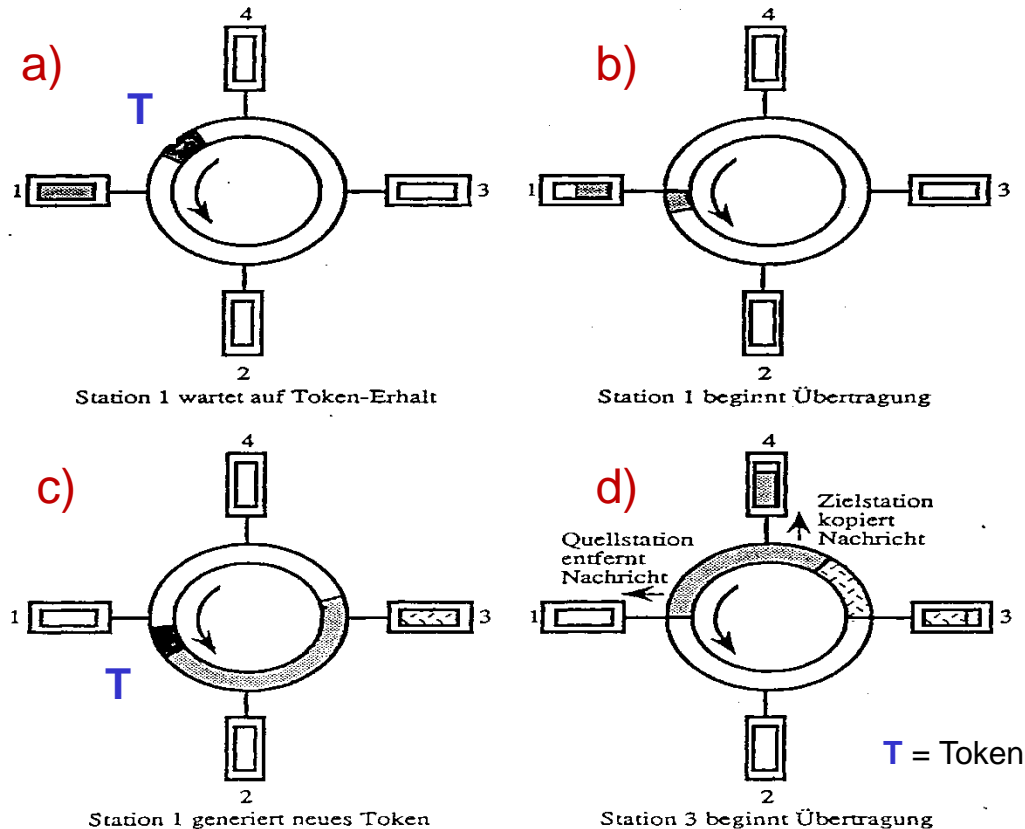 a)
T
4
1
3
2
Station 1 wartet auf Token-Erhalt
b)
4
1
3
2
Station 1 beginnt Übertragung
c)
4
1
3
T
2
Station 1 generiert neues Token
d)
4
Zielstation
kopiert
Nachricht
Quellstation
entfernt
Nachricht
1
3
2
T = Token
Station 3 beginnt Übertragung